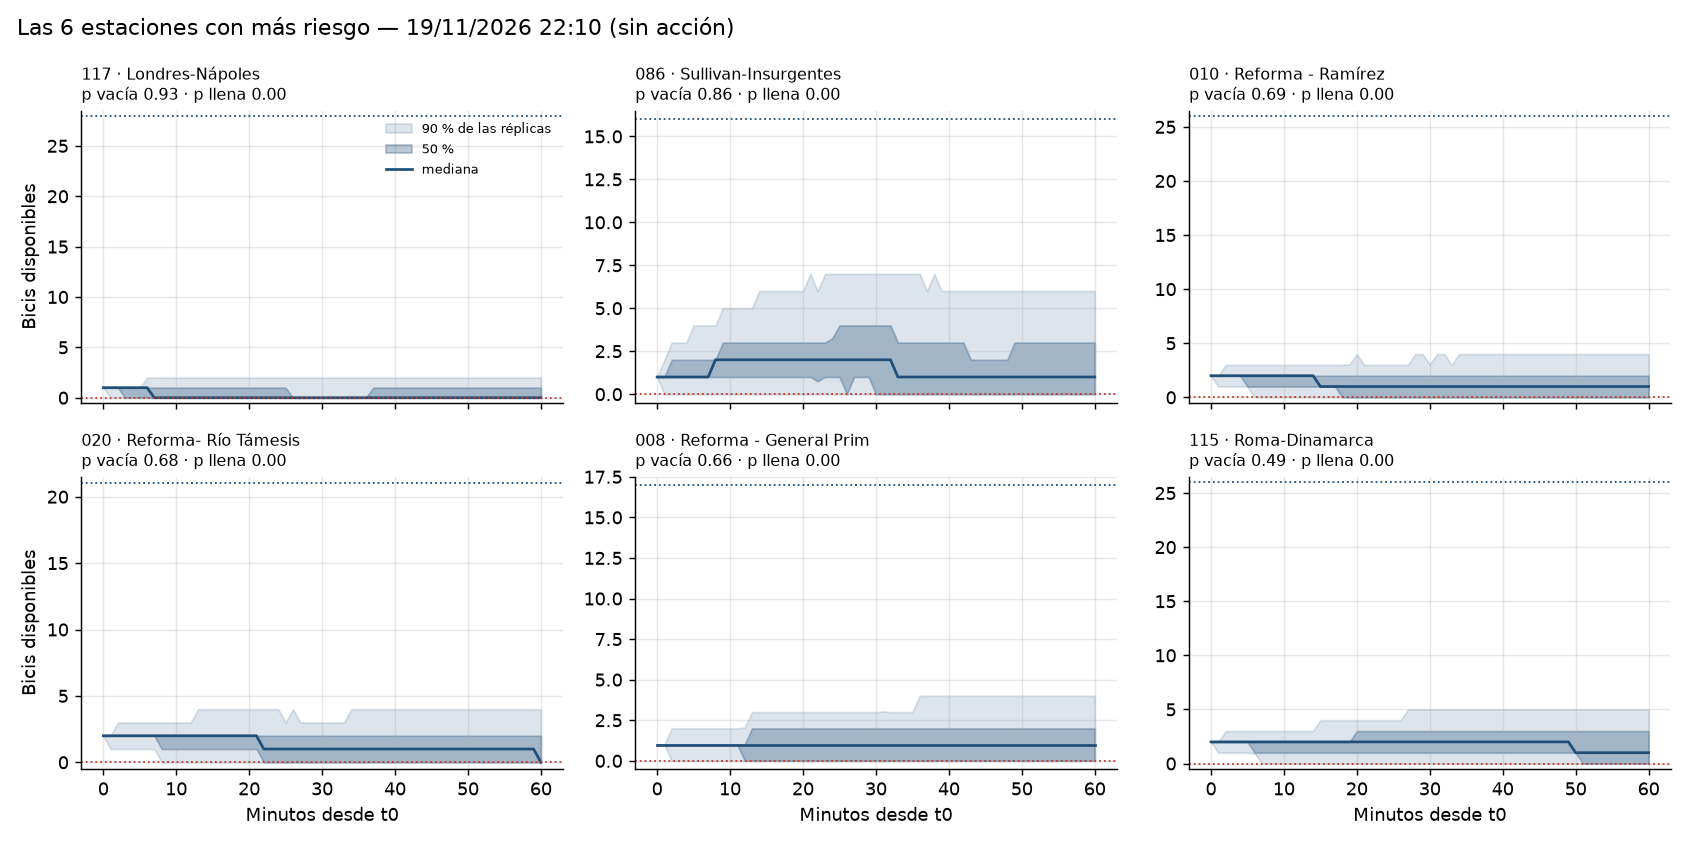 Las 6 estaciones con más riesgo — 19/11/2026 22:10 (sin acción)
117 · Londres-Nápoles
p vacía 0.93 · p llena 0.00
90 % de las réplicas
50 %
mediana
25
20
15
10
5
0
Bicis disponibles
086 · Sullivan-Insurgentes
p vacía 0.86 · p llena 0.00
15.0
12.5
10.0
7.5
5.0
2.5
0.0
010 · Reforma - Ramírez
p vacía 0.69 · p llena 0.00
25
20
15
10
5
0
020 · Reforma- Río Támesis
p vacía 0.68 · p llena 0.00
20
15
10
5
0
Bicis disponibles
0 10 20 30 40 50 60
Minutos desde t0
008 · Reforma - General Prim
p vacía 0.66 · p llena 0.00
17.5
15.0
12.5
10.0
7.5
5.0
2.5
0.0
0 10 20 30 40 50 60
Minutos desde t0
115 · Roma-Dinamarca
p vacía 0.49 · p llena 0.00
25
20
15
10
5
0
0 10 20 30 40 50 60
Minutos desde t0